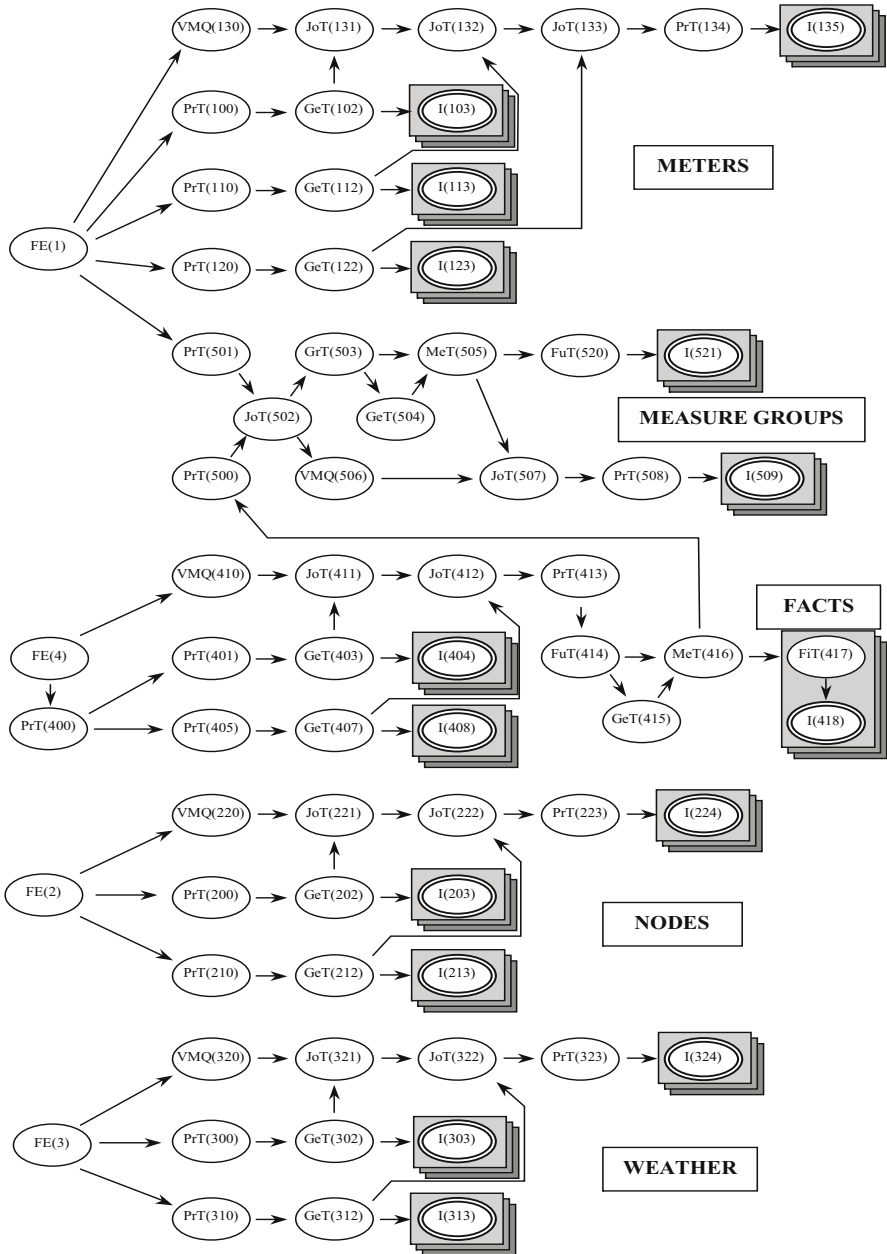 VMQ(130) JoT(131) JoT(132) JoT(133) PrT(134) I(135)
PrT(100) GeT(102) I(103)
METERS
PrT(110) GeT(112) I(113)
FE(1)
PrT(120) GeT(122) I(123)
PrT(501) GrT(503) MeT(505) FuT(520) I(521)
JoT(502) GeT(504)
MEASURE GROUPS
PrT(500) VMQ(506) JoT(507) PrT(508) I(509)
VMQ(410) JoT(411) JoT(412) PrT(413)
FACTS
FE(4) PrT(401) GeT(403) I(404) FuT(414) MeT(416) FiT(417)
PrT(400) PrT(405) GeT(407) I(408) GeT(415) I(418)
VMQ(220) JoT(221) JoT(222) PrT(223) I(224)
FE(2) PrT(200) GeT(202) I(203)
NODES
PrT(210) GeT(212) I(213)
VMQ(320) JoT(321) JoT(322) PrT(323) I(324)
FE(3) PrT(300) GeT(302) I(303)
WEATHER
PrT(310) GeT(312) I(313)